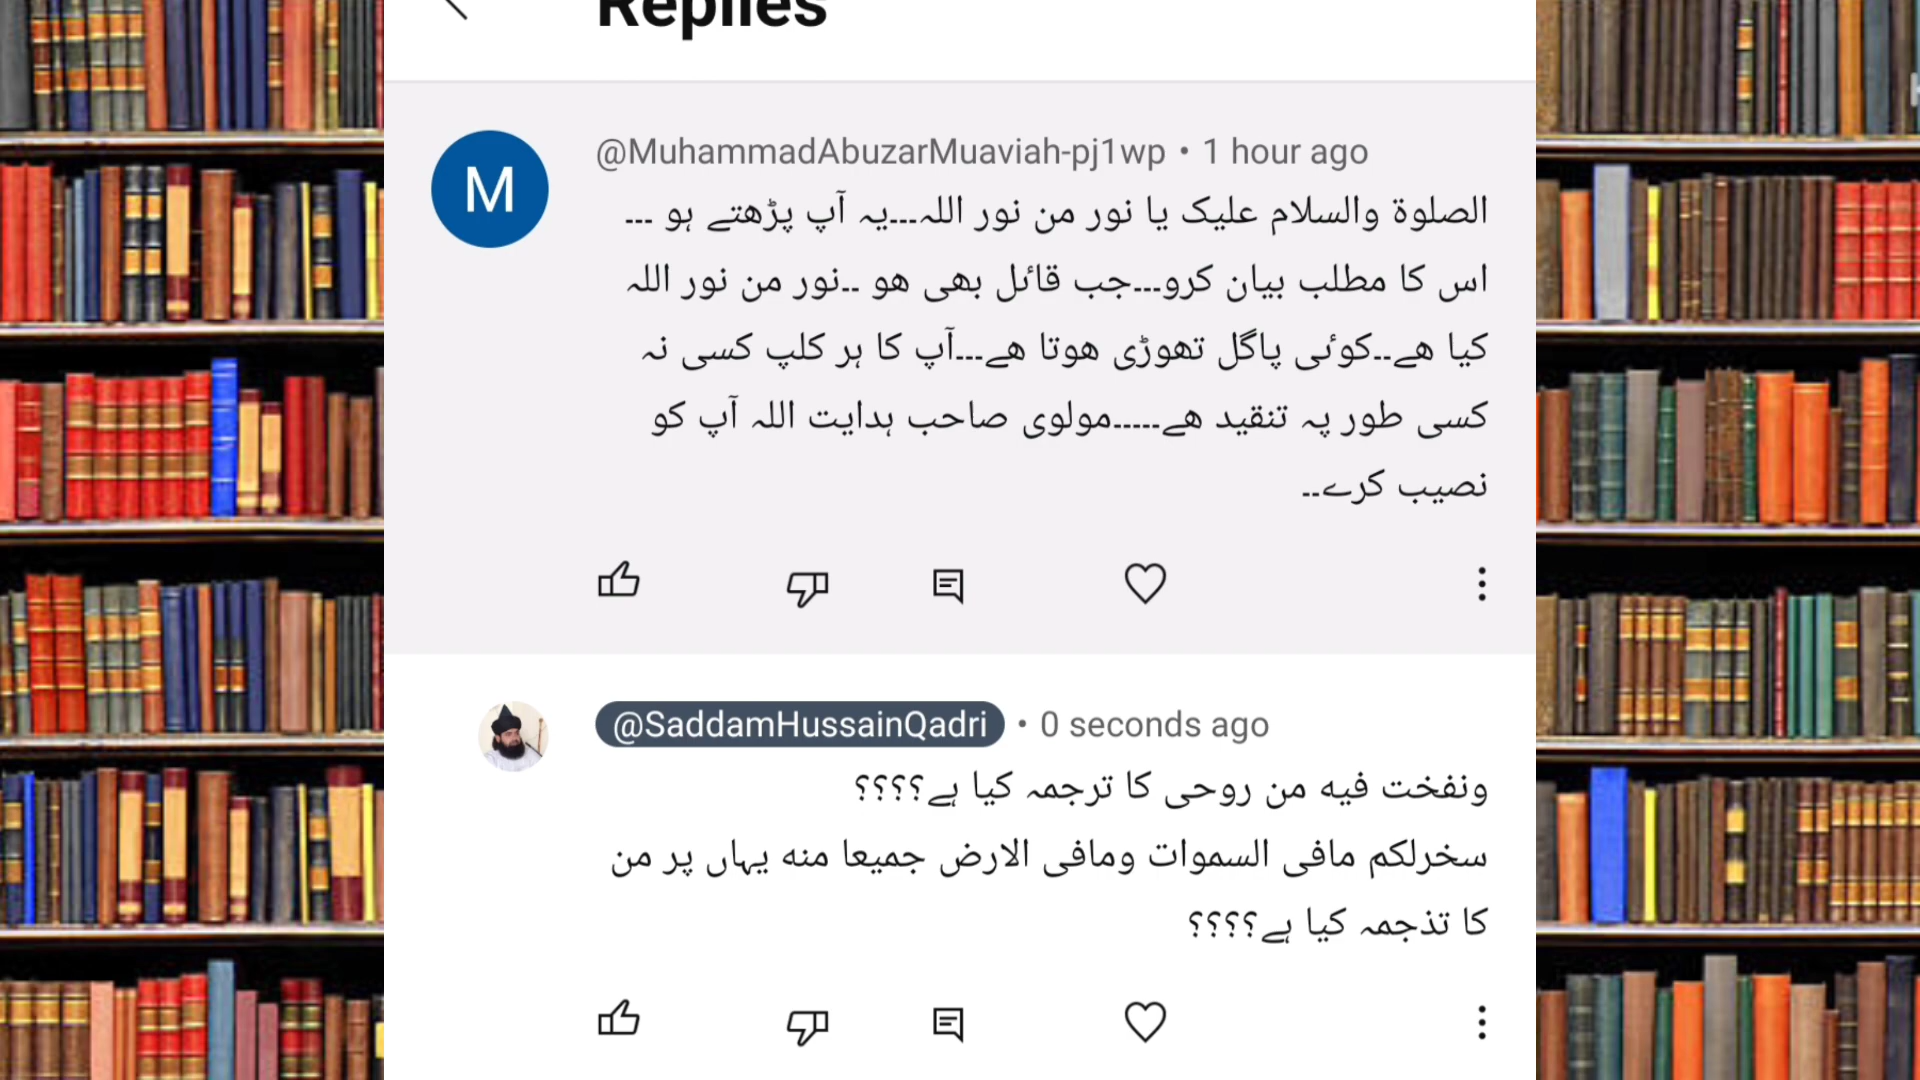 Replies
@MuhammadAbuzarMuaviah-pj1wp • 1 hour ago
الصلوة والسلام علیک یا نور من نور اللہ---یہ آپ پڑھتے ہو ---
اس کا مطلب بیان کرو---جب قائل بھی ھو --نور من نور اللہ
کیا ھے--کوئی پاگل تھوڑی ھوتا ھے---آپ کا ہر کلپ کسی نہ
کسی طور پہ تنقید ھے-----مولوی صاحب ہدایت اللہ آپ کو
نصیب کرے--
M
@SaddamHussainQadri • 0 seconds ago
ونفخت فیه من روحی کا ترجمہ کیا ہے؟؟؟؟
سخرلکم مافی السموات ومافی الارض جمیعا منه یہاں پر من
کا تذجمہ کیا ہے؟؟؟؟